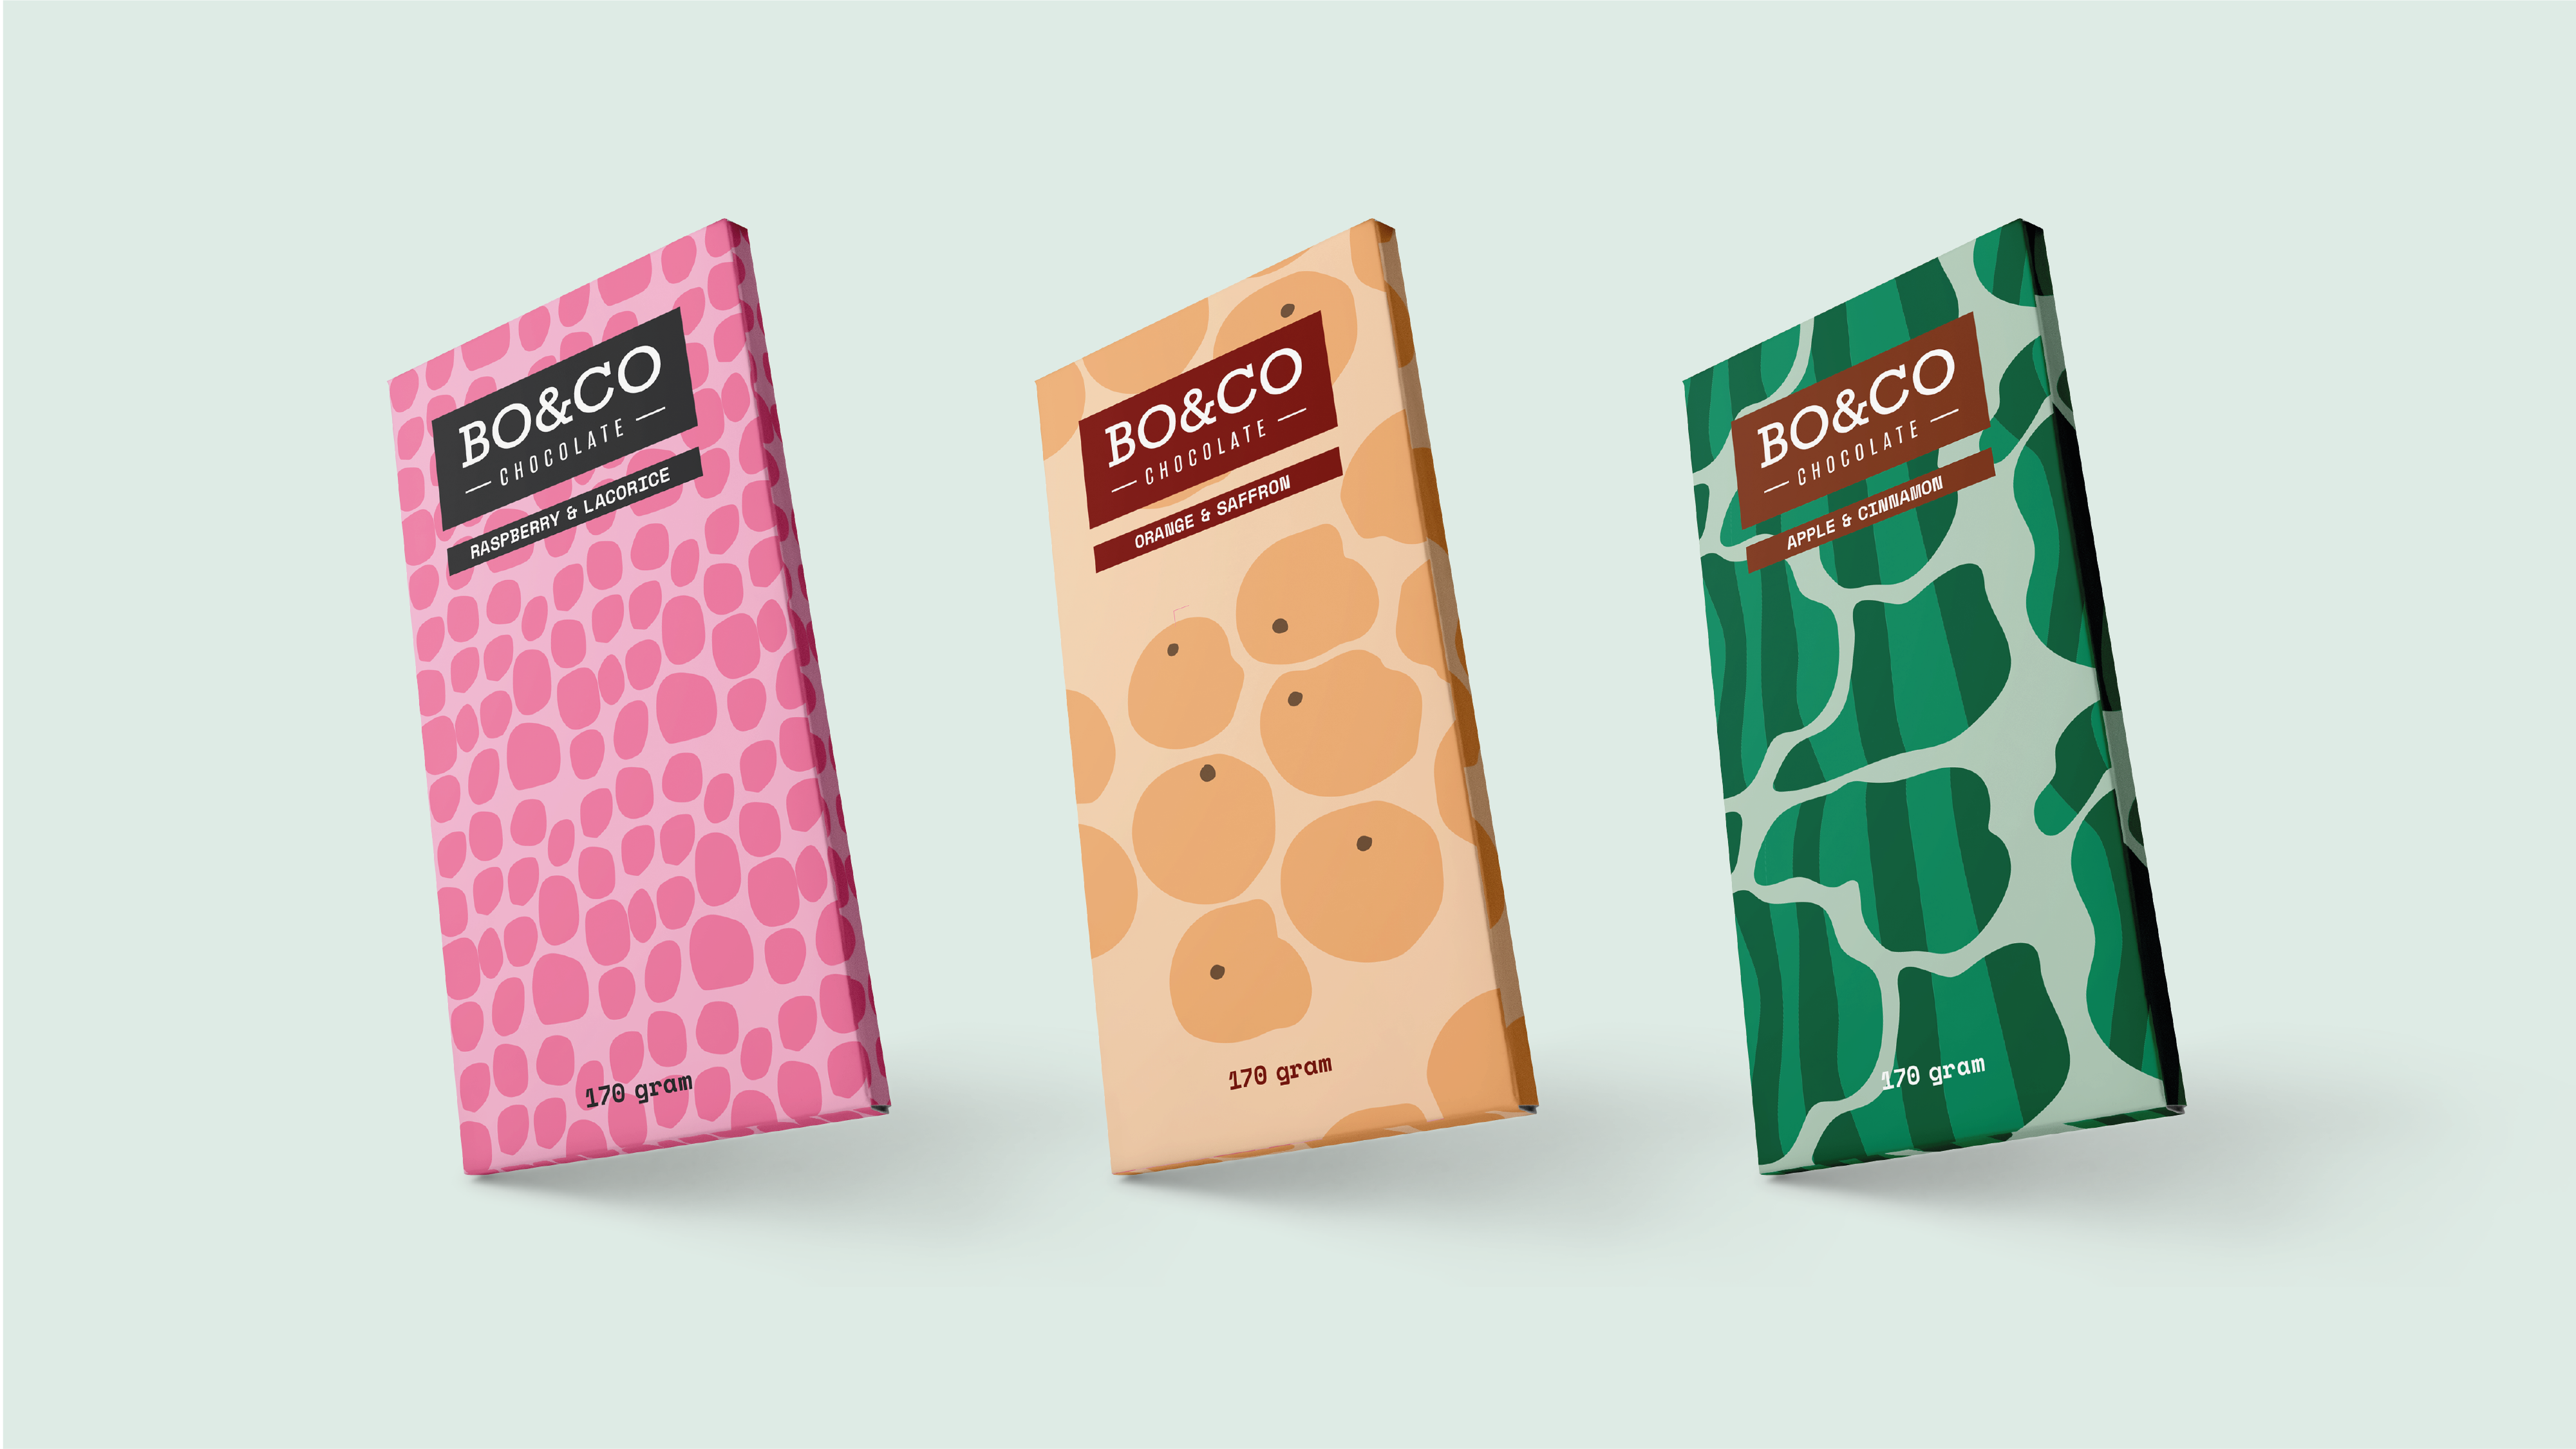 BO&CO
CHOCOLATE
RASPBERRY & LACORICE
170 gram
BO&CO
CHOCOLATE
ORANGE & SAFFRON
170 gram
BO&CO
CHOCOLATE
APPLE & CINNAMON
170 gram